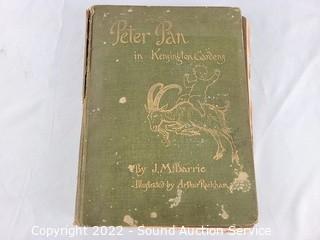 Peter Pan
in Kensington Gardens
By J. M. Barrie
Illustrated by Arthur Rackham
Copyright 2022 - Sound Auction Service